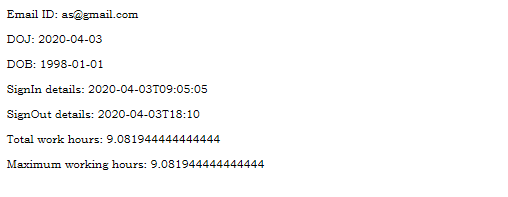 Email ID: as@gmail.com
DOJ: 2020-04-03
DOB: 1998-01-01
SignIn details: 2020-04-03T09:05:05
SignOut details: 2020-04-03T18:10
Total work hours: 9.081944444444444
Maximum working hours: 9.081944444444444